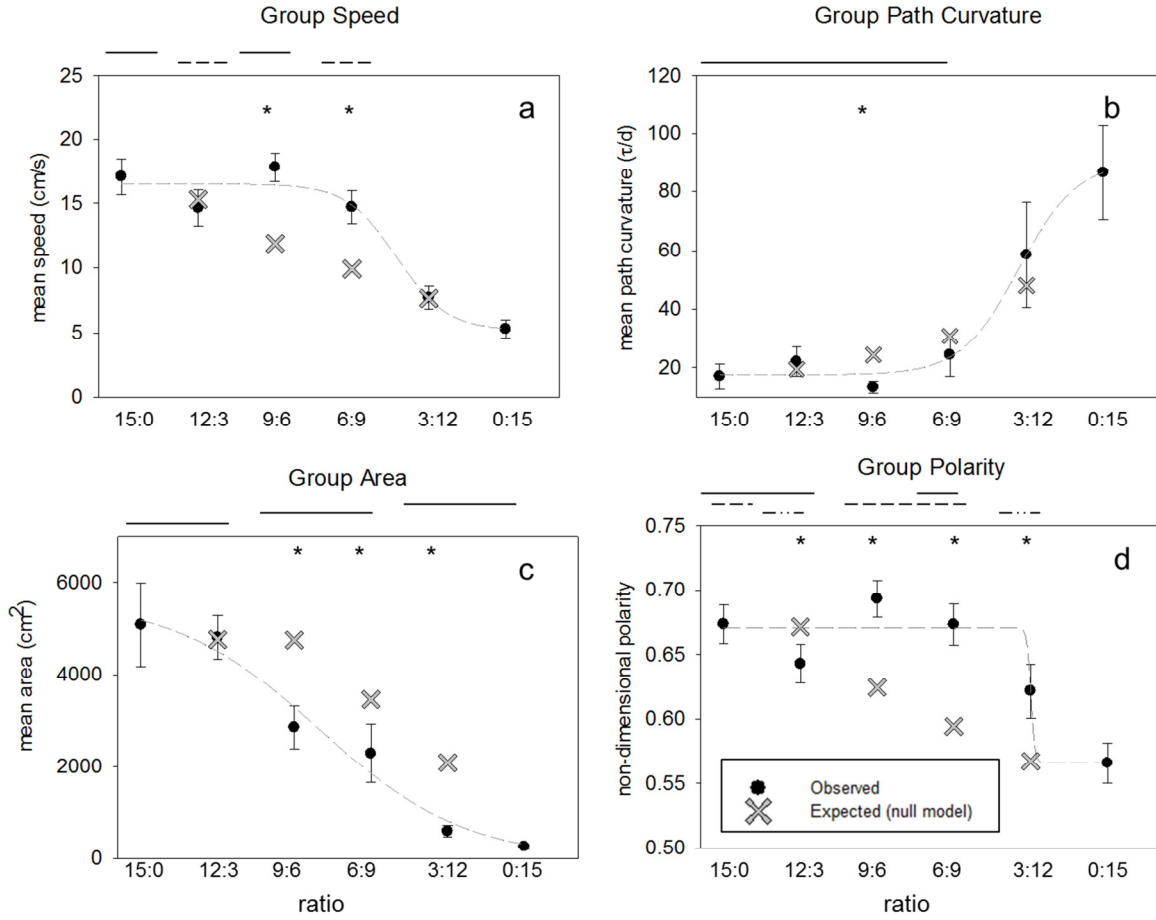 Group Speed
a
* *
mean speed (cm/s)
25
20
15
10
5
0
15:0 12:3 9:6 6:9 3:12 0:15
Group Path Curvature
b
*
mean path curvature (τ/d)
120
100
80
60
40
20
15:0 12:3 9:6 6:9 3:12 0:15
Group Area
c
* * *
mean area (cm²)
6000
4000
2000
0
15:0 12:3 9:6 6:9 3:12 0:15
ratio
Group Polarity
d
* * * *
non-dimensional polarity
0.75
0.70
0.65
0.60
0.55
0.50
Observed
Expected (null model)
15:0 12:3 9:6 6:9 3:12 0:15
ratio